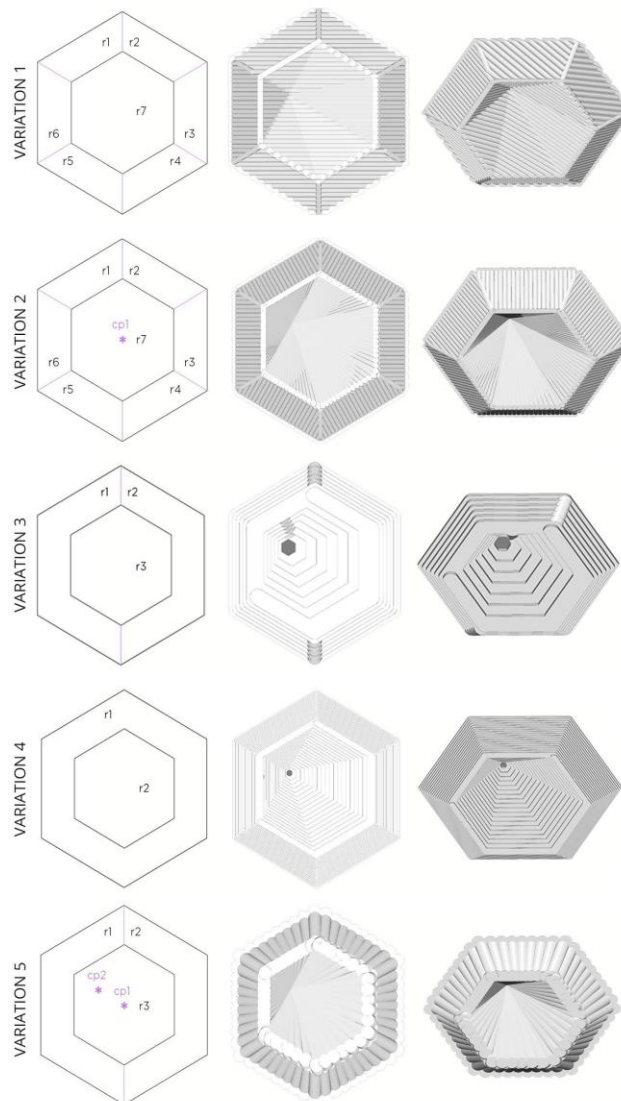 VARIATION 1
r1 r2
r7
r6 r3
r5 r4
VARIATION 2
r1 r2
cp1
r7
r6 r3
r5 r4
VARIATION 3
r1 r2
r3
VARIATION 4
r1
r2
VARIATION 5
r1 r2
cp2
cp1
r3